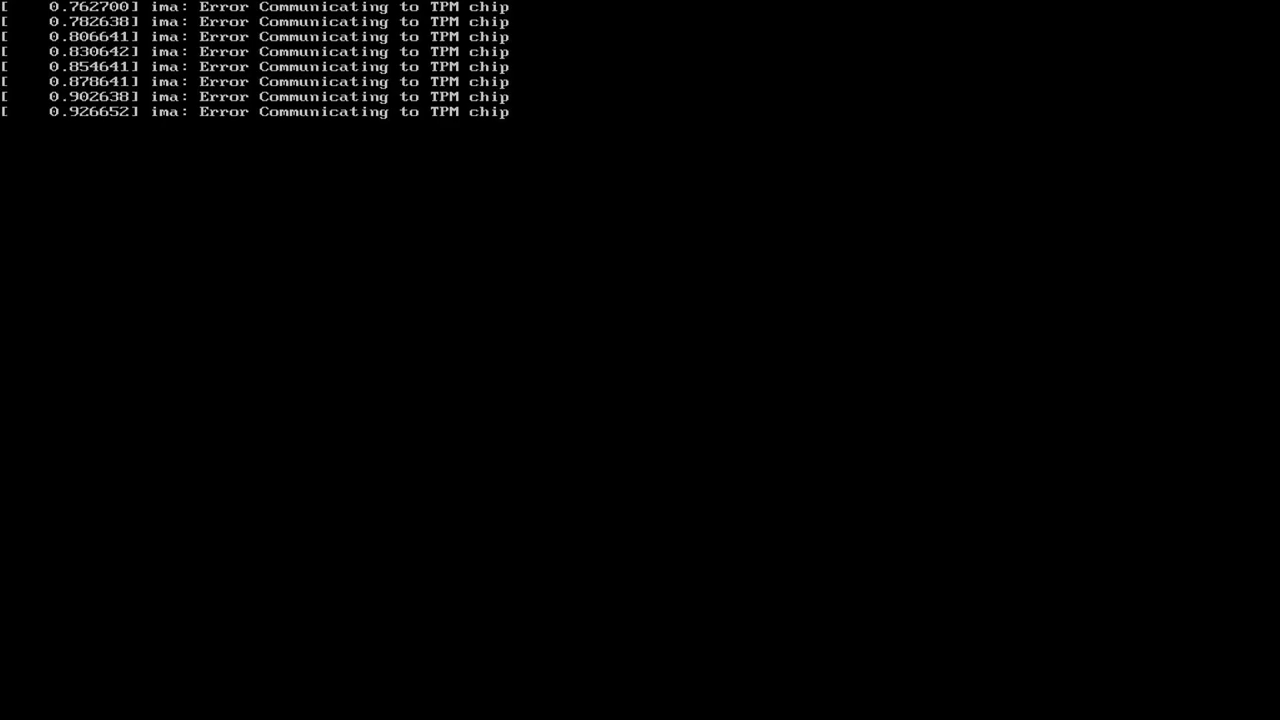 [    0.762700] ima: Error Communicating to TPM chip
[    0.782638] ima: Error Communicating to TPM chip
[    0.806641] ima: Error Communicating to TPM chip
[    0.830642] ima: Error Communicating to TPM chip
[    0.854641] ima: Error Communicating to TPM chip
[    0.878641] ima: Error Communicating to TPM chip
[    0.902638] ima: Error Communicating to TPM chip
[    0.926652] ima: Error Communicating to TPM chip